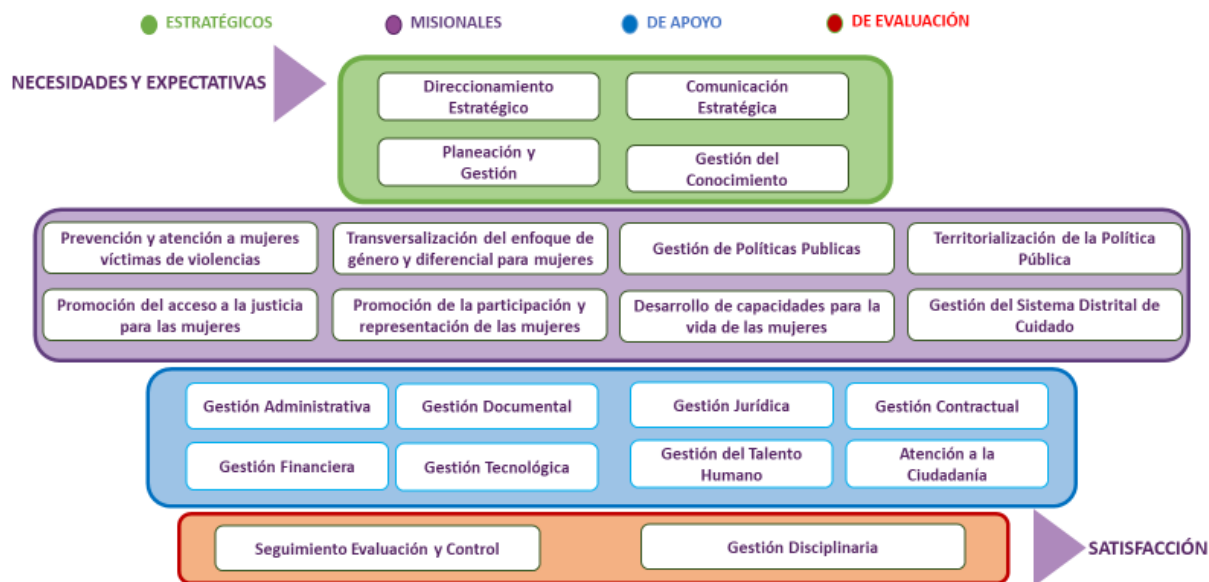 ESTRATÉGICOS
MISIONALES
DE APOYO
DE EVALUACIÓN
NECESIDADES Y EXPECTATIVAS
Direccionamiento
Estratégico
Comunicación
Estratégica
Planeación y
Gestión
Gestión del
Conocimiento
Prevención y atención a mujeres
víctimas de violencias
Transversalización del enfoque de
género y diferencial para mujeres
Gestión de Políticas Publicas
Territorialización de la Política
Pública
Promoción del acceso a la justicia
para las mujeres
Promoción de la participación y
representación de las mujeres
Desarrollo de capacidades para la
vida de las mujeres
Gestión del Sistema Distrital de
Cuidado
Gestión Administrativa
Gestión Documental
Gestión Jurídica
Gestión Contractual
Gestión Financiera
Gestión Tecnológica
Gestión del Talento
Humano
Atención a la
Ciudadanía
Seguimiento Evaluación y Control
Gestión Disciplinaria
SATISFACCIÓN